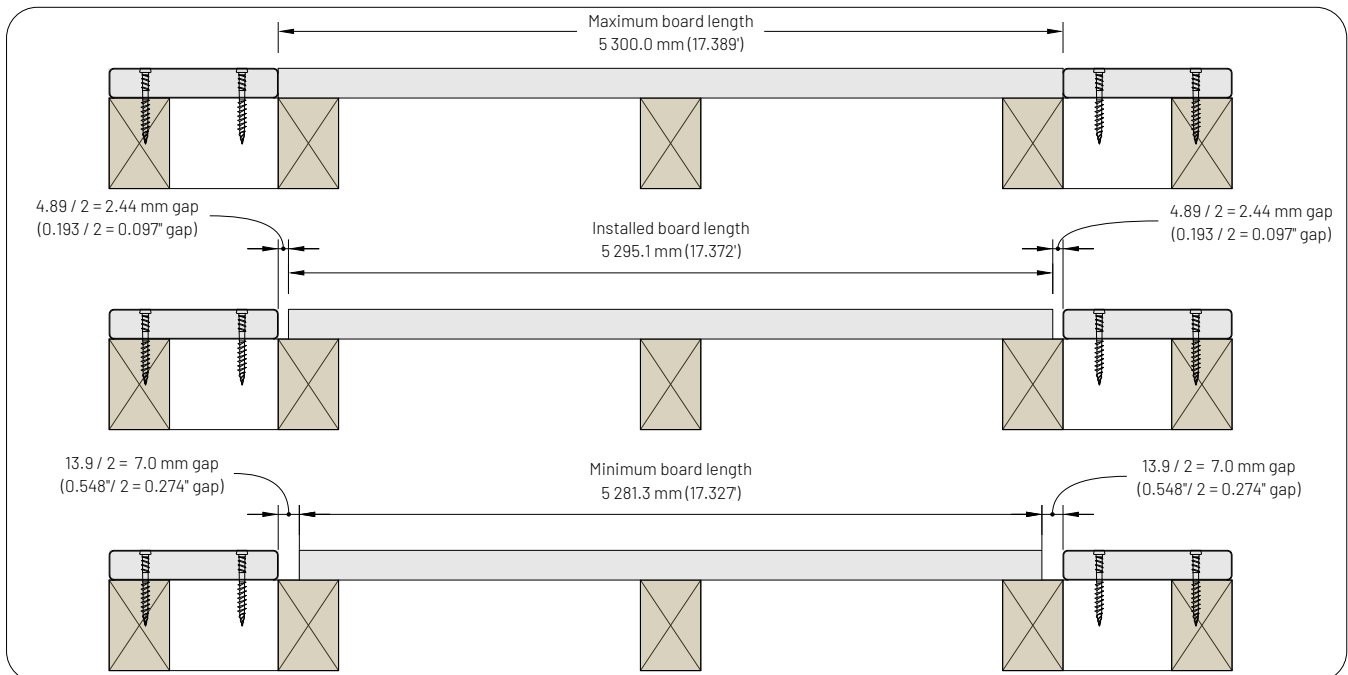 Maximum board length
5 300.0 mm (17.389')
4.89 / 2 = 2.44 mm gap
(0.193 / 2 = 0.097" gap)
Installed board length
5 295.1 mm (17.372')
4.89 / 2 = 2.44 mm gap
(0.193 / 2 = 0.097" gap)
13.9 / 2 = 7.0 mm gap
(0.548"/ 2 = 0.274" gap)
Minimum board length
5 281.3 mm (17.327')
13.9 / 2 = 7.0 mm gap
(0.548"/ 2 = 0.274" gap)